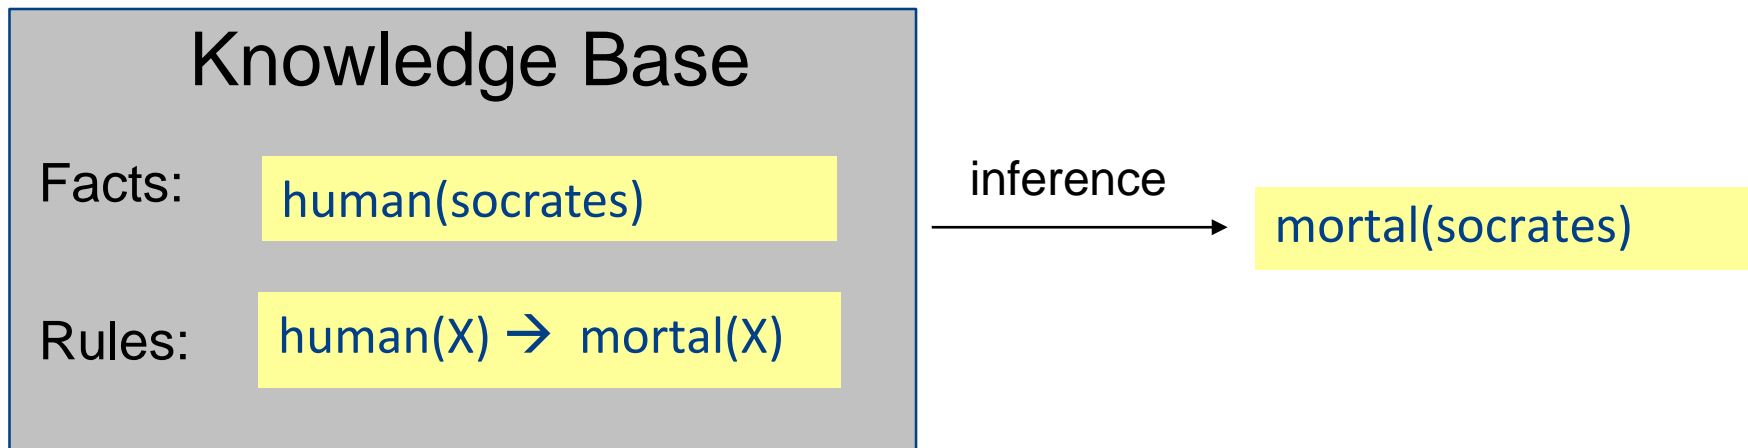 Knowledge Base
Facts: human(socrates)
inference
mortal(socrates)
Rules: human(X) → mortal(X)